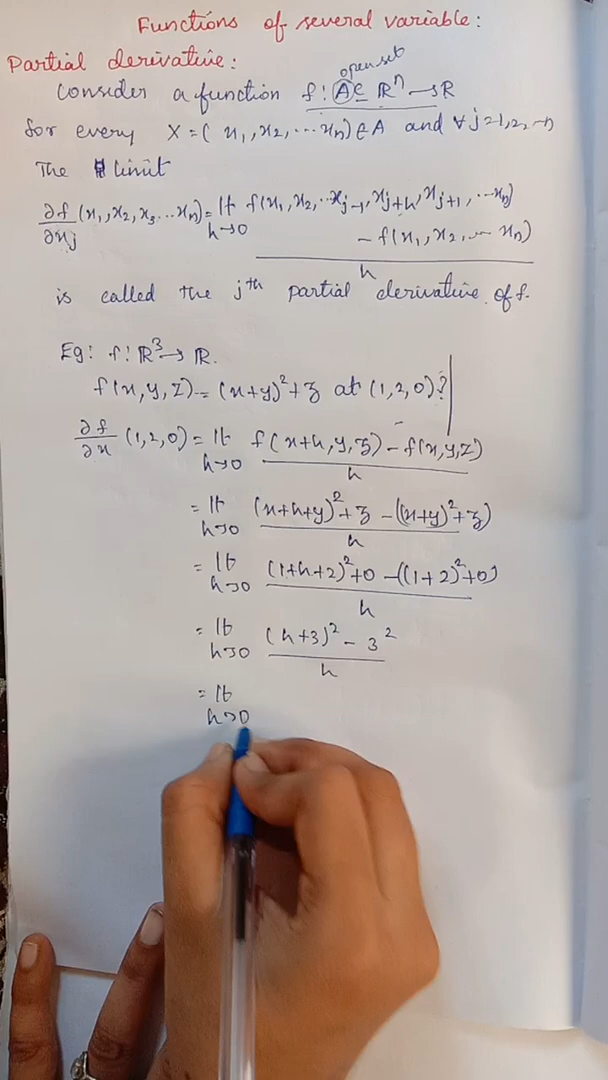 Functions of several variable:
Partial derivative:
open set
Consider a function f: A ⊆ ℝⁿ → ℝ
for every X = (x₁, x₂, ... xₙ) ∈ A and ∀ j = 1, 2, ... n
The limit
∂f/∂xⱼ (x₁, x₂, x₃ ... xₙ) = lt h→0 f(x₁, x₂, ... xⱼ₋₁, xⱼ+h, xⱼ₊₁, ... xₙ)
- f(x₁, x₂, ... xₙ)
h
is called the jᵗʰ partial derivative of f.
Eg: f: ℝ³ → ℝ.
f(x,y,z) = (x+y)² + z at (1,2,0)?
∂f/∂x (1,2,0) = lt h→0 f(x+h,y,z) - f(x,y,z) / h
= lt h→0 (x+h+y)² + z - ((x+y)² + z) / h
= lt h→0 (1+h+2)² + 0 - ((1+2)² + 0) / h
= lt h→0 (h+3)² - 3² / h
= lt h→0